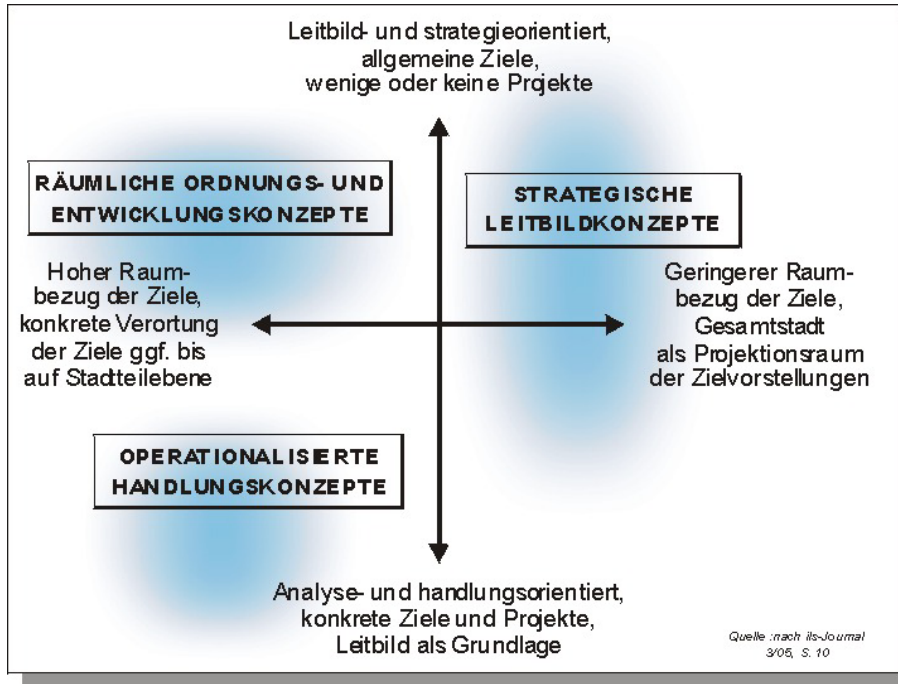 Leitbild- und strategieorientiert,
allgemeine Ziele,
wenige oder keine Projekte
RÄUMLICHE ORDNUNGS- UND
ENTWICKLUNGSKONZEPTE
STRATEGISCHE
LEITBILDKONZEPTE
Hoher Raum-
bezug der Ziele,
konkrete Verortung
der Ziele ggf. bis
auf Stadtteilebene
Geringerer Raum-
bezug der Ziele,
Gesamtstadt
als Projektionsraum
der Zielvorstellungen
OPERATIONALISIERTE
HANDLUNGSKONZEPTE
Analyse- und handlungsorientiert,
konkrete Ziele und Projekte,
Leitbild als Grundlage
Quelle :nach ils-Journal
3/05, S. 10